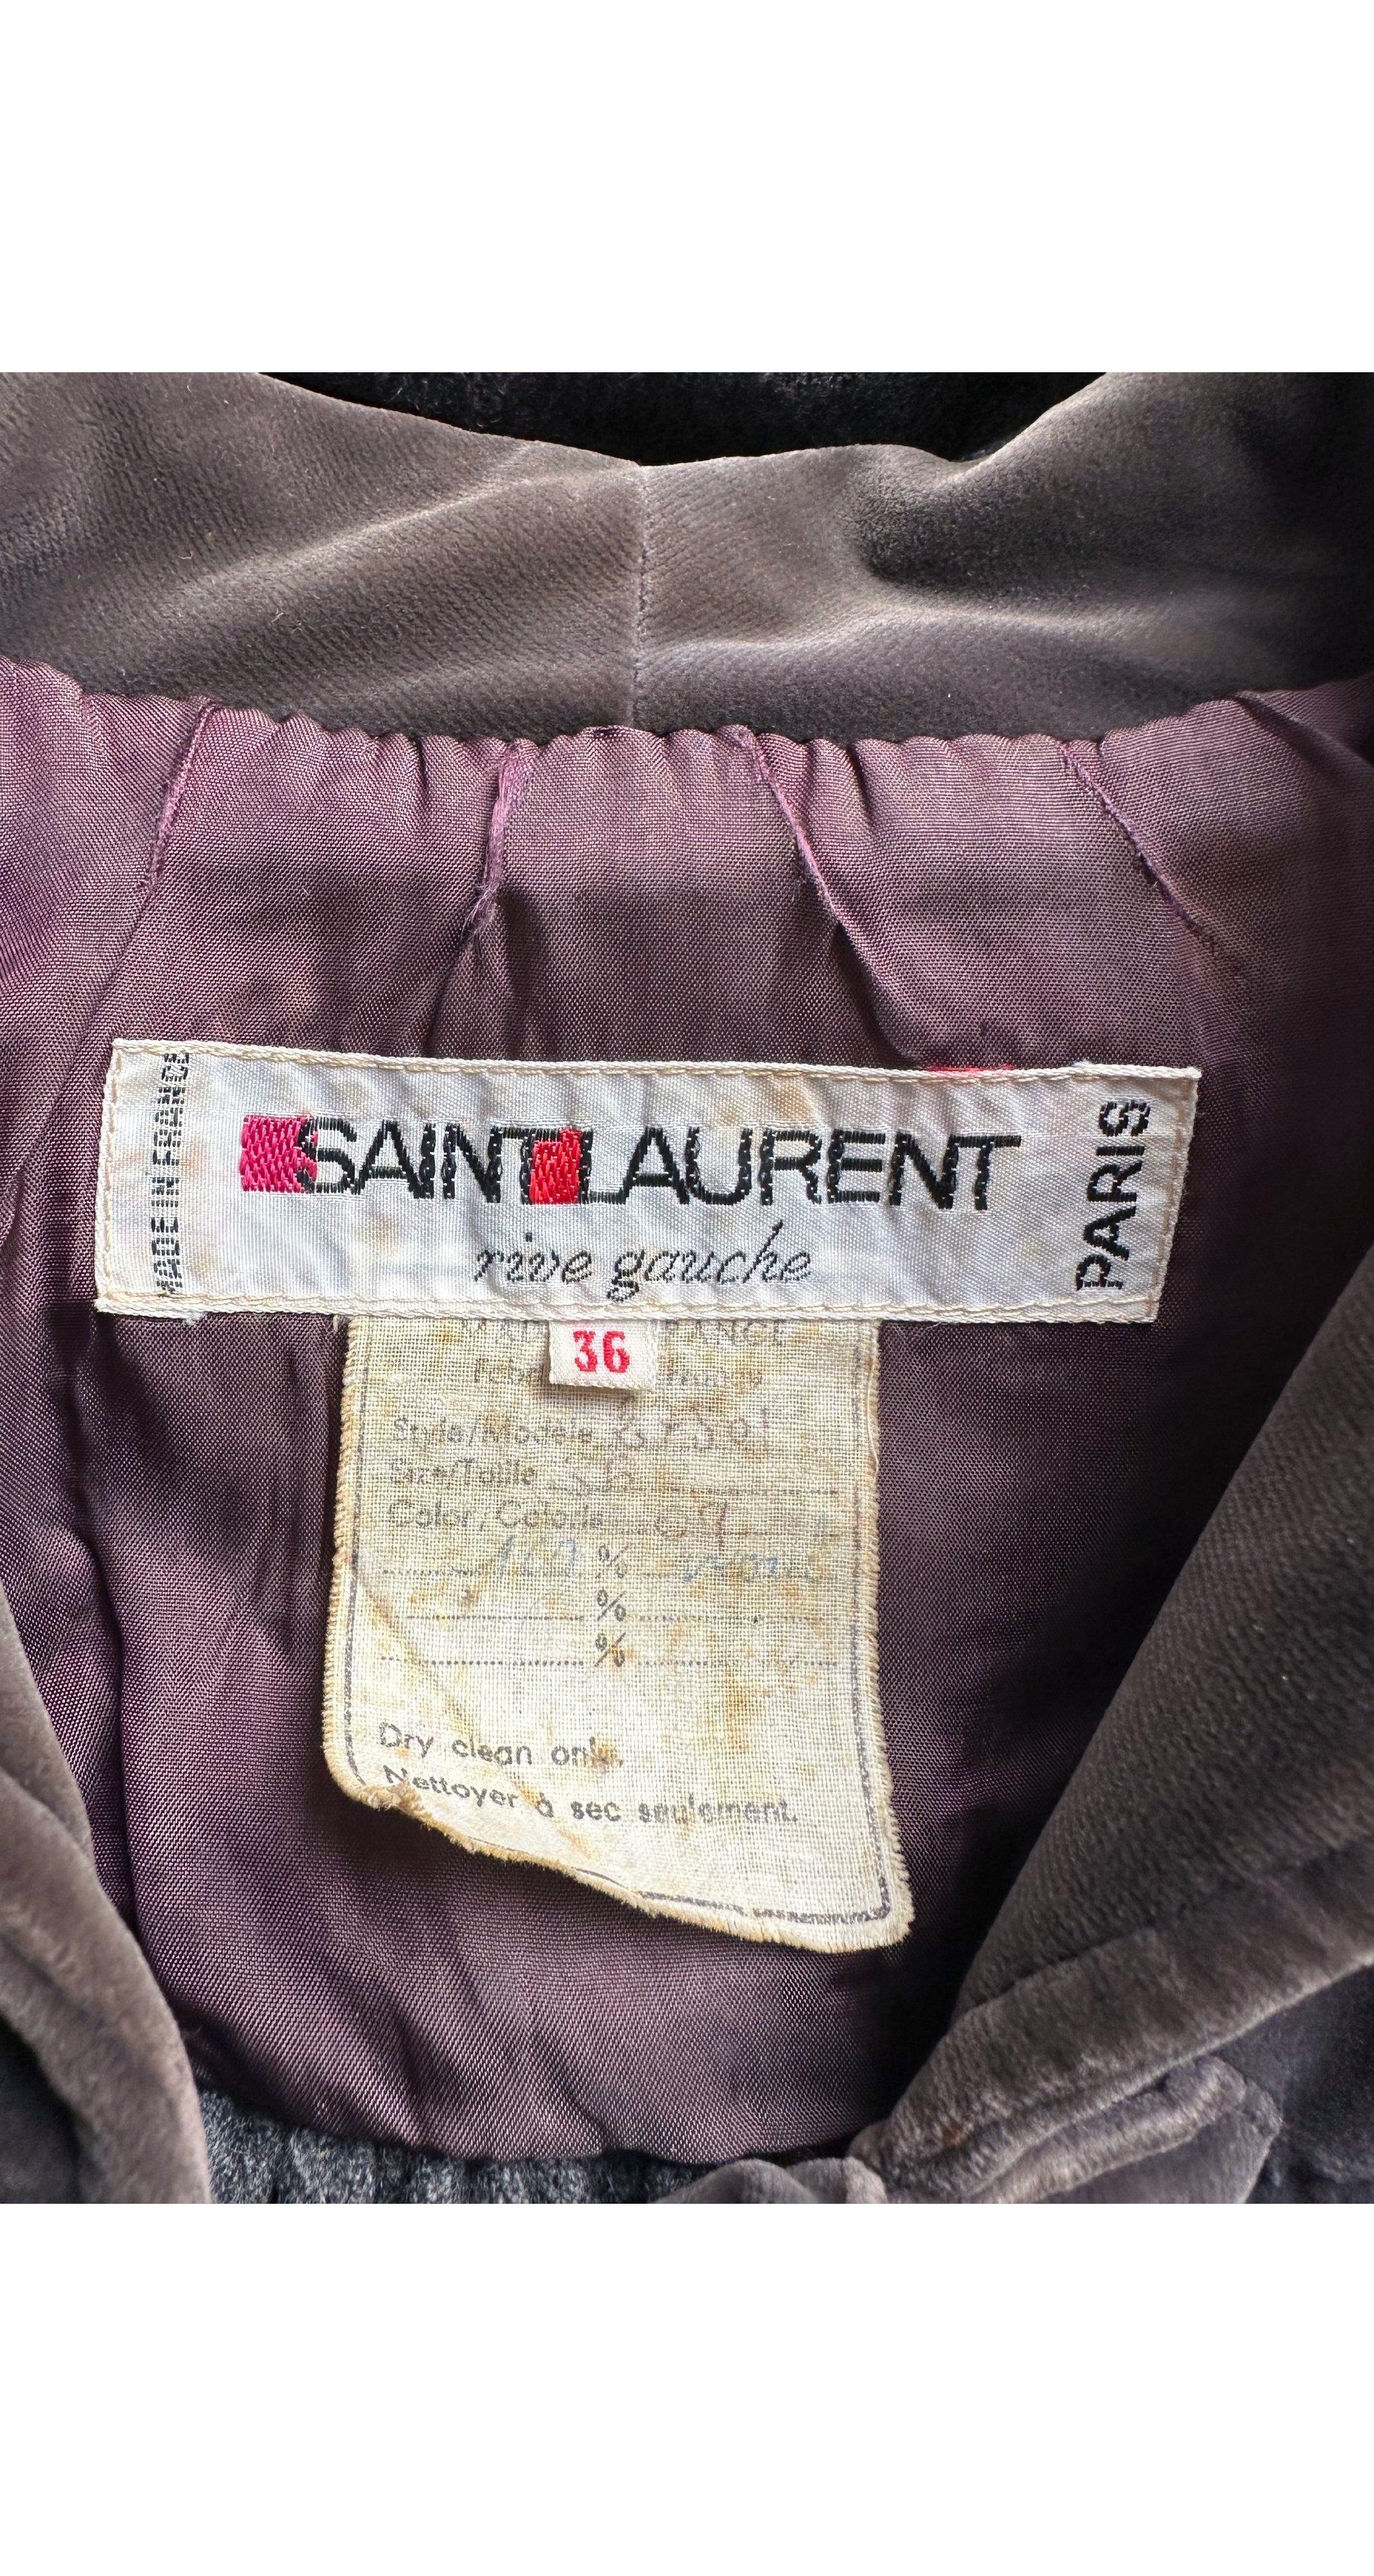 MADE IN FRANCE
SAINT LAURENT
rive gauche
PARIS
36
Style/Modèle
Size/Taille
Color/Coloris
%
%
%
Dry clean only.
Nettoyer à sec seulement.